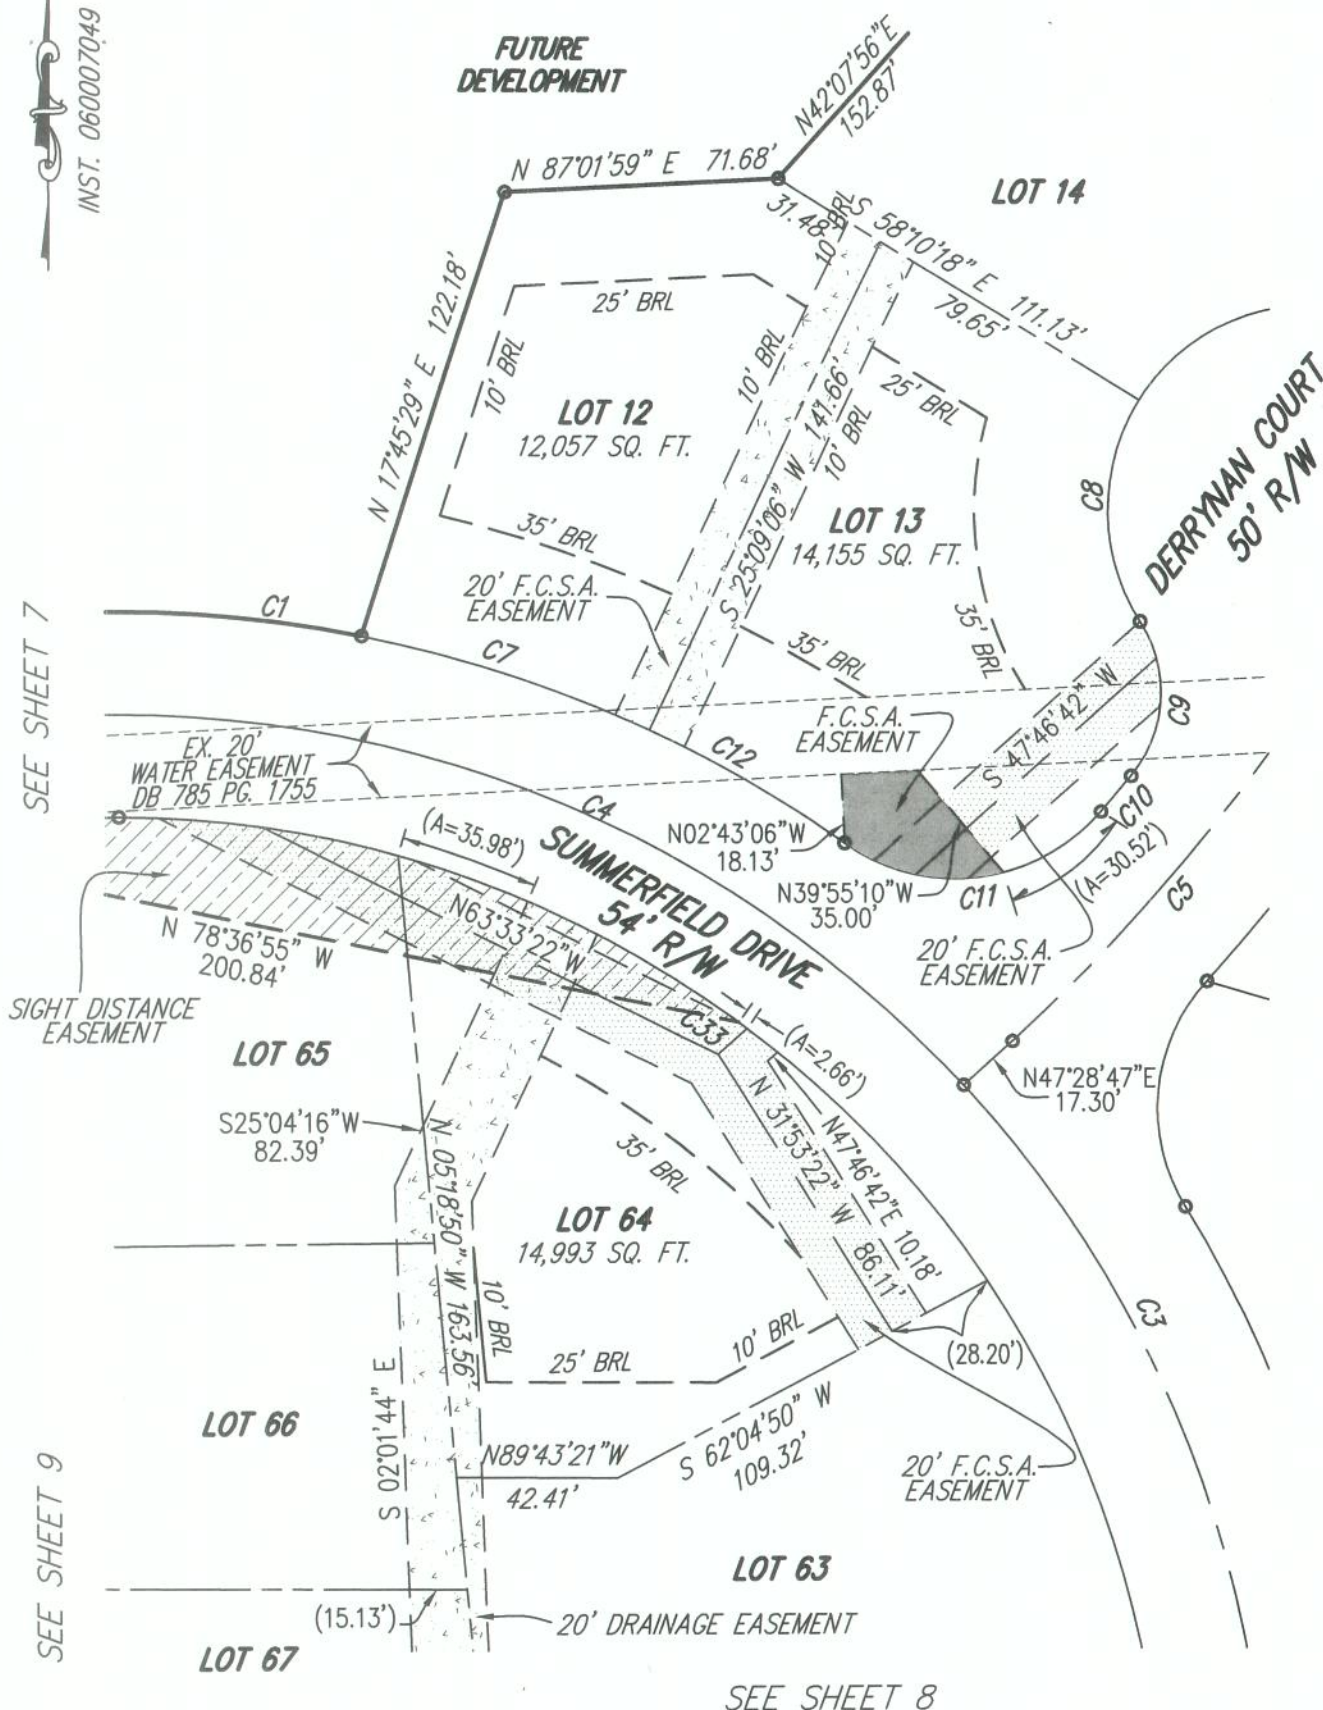 INST. 060007049
FUTURE
DEVELOPMENT
N42°07'56"E
152.87'
N 87°01'59" E 71.68'
LOT 14
31.48'
10' BRL
S 58°10'18" E 111.13'
79.65'
N 17°45'29" E 122.18'
25' BRL
10' BRL
10' BRL
LOT 12
12,057 SQ. FT.
S 25°09'06" W 141.66'
10' BRL
25' BRL
C8
DERRYNAN COURT
50' R/W
35' BRL
LOT 13
14,155 SQ. FT.
20' F.C.S.A.
EASEMENT
35' BRL
35' BRL
C1
C7
SEE SHEET 7
F.C.S.A.
EASEMENT
S 47°46'42" W
C9
C12
EX. 20'
WATER EASEMENT
DB 785 PG. 1755
C4
C10
(A=35.98')
SUMMERFIELD DRIVE
54' R/W
N02°43'06"W
18.13'
N39°55'10"W
35.00'
C11
(A=30.52')
C5
N63°33'22"W
20' F.C.S.A.
EASEMENT
N 78°36'55" W
200.84'
SIGHT DISTANCE
EASEMENT
C33
(A=2.66')
LOT 65
N47°28'47"E
17.30'
S25°04'16"W
82.39'
N 05°18'50" W 163.56'
35' BRL
N 31°53'22" W 86.11'
N47°46'42"E 10.18'
LOT 64
14,993 SQ. FT.
10' BRL
C3
25' BRL
10' BRL
(28.20')
S 02°01'44" E
LOT 66
N89°43'21"W
42.41'
S 62°04'50" W
109.32'
20' F.C.S.A.
EASEMENT
SEE SHEET 9
LOT 63
(15.13')
20' DRAINAGE EASEMENT
LOT 67
SEE SHEET 8